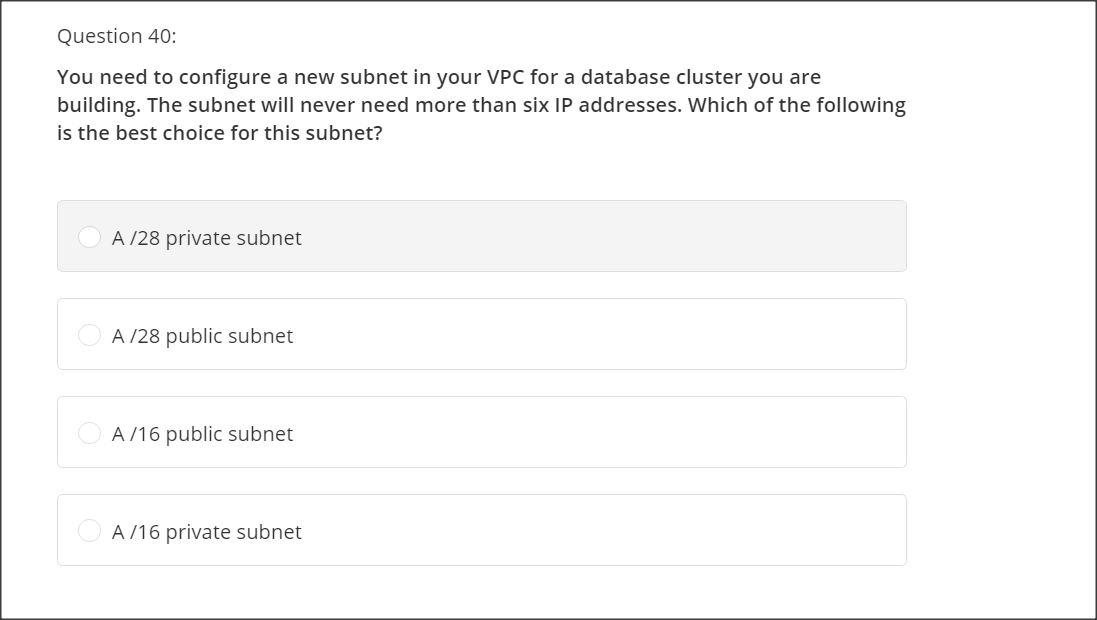 Question 40:
You need to configure a new subnet in your VPC for a database cluster you are
building. The subnet will never need more than six IP addresses. Which of the following
is the best choice for this subnet?
A /28 private subnet
A /28 public subnet
A /16 public subnet
A /16 private subnet